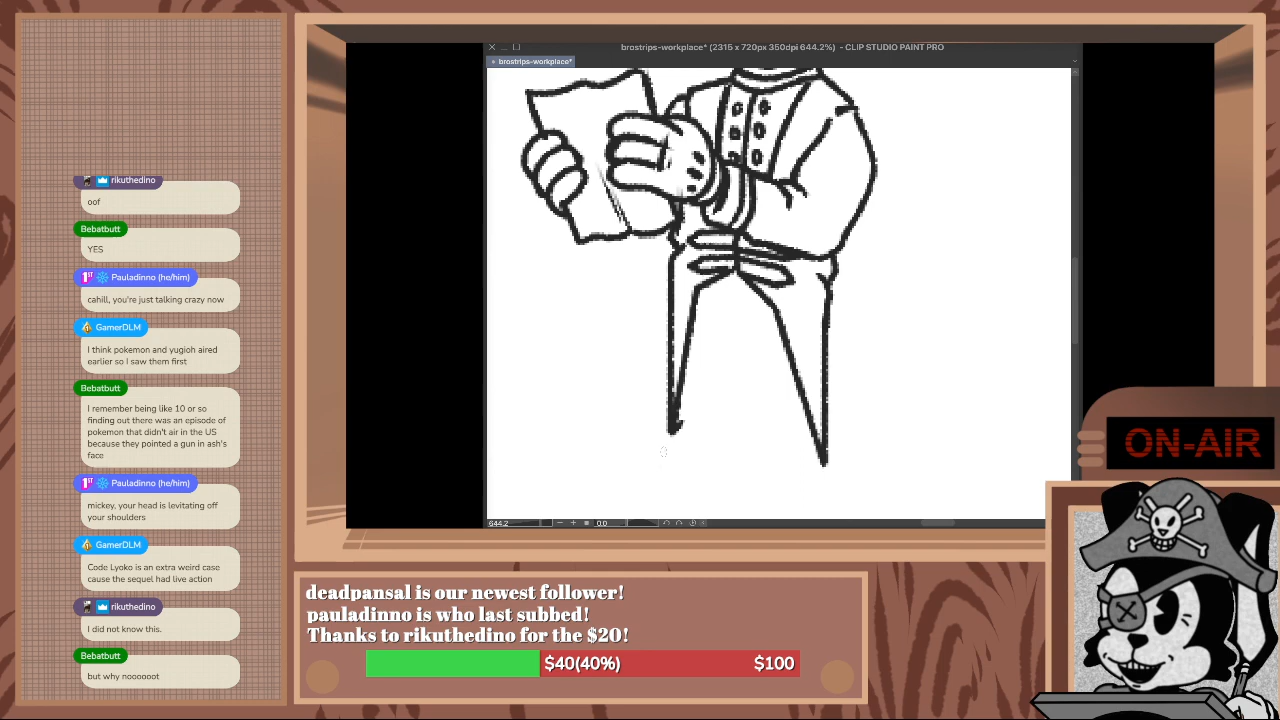 brostrips-workplace* (2315 x 720px 350dpi 644.2%) - CLIP STUDIO PAINT PRO
brostrips-workplace*
rikuthedino
oof
Bebatbutt
YES
1ST Pauladinno (he/him)
cahill, you're just talking crazy now
GamerDLM
I think pokemon and yugioh aired
earlier so I saw them first
Bebatbutt
I remember being like 10 or so
finding out there was an episode of
pokemon that didn't air in the US
because they pointed a gun in ash's
face
1ST Pauladinno (he/him)
mickey, your head is levitating off
your shoulders
GamerDLM
Code Lyoko is an extra weird case
cause the sequel had live action
rikuthedino
I did not know this.
Bebatbutt
but why noooooot
644.2
0.0
ON-AIR
deadpansal is our newest follower!
pauladinno is who last subbed!
Thanks to rikuthedino for the $20!
$40(40%) $100